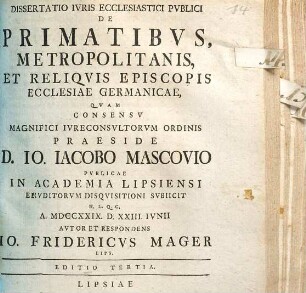 DISSERTATIO IVRIS ECCLESIASTICI PVBLICI
DE
PRIMATIBVS,
METROPOLITANIS,
ET RELIQVIS EPISCOPIS
ECCLESIAE GERMANICAE,
QVAM
CONSENSV
MAGNIFICI IVRECONSVLTORVM ORDINIS
PRAESIDE
D. IO. IACOBO MASCOVIO
PVBLICAE
IN ACADEMIA LIPSIENSI
ERVDITORVM DISQVISITIONI SVBIICIT
H. L. Q. C.
A. MDCCXXIX. D. XXIII. IVNII
AVTOR ET RESPONDENS
IO. FRIDERICVS MAGER
LIPS.
EDITIO TERTIA.
LIPSIAE